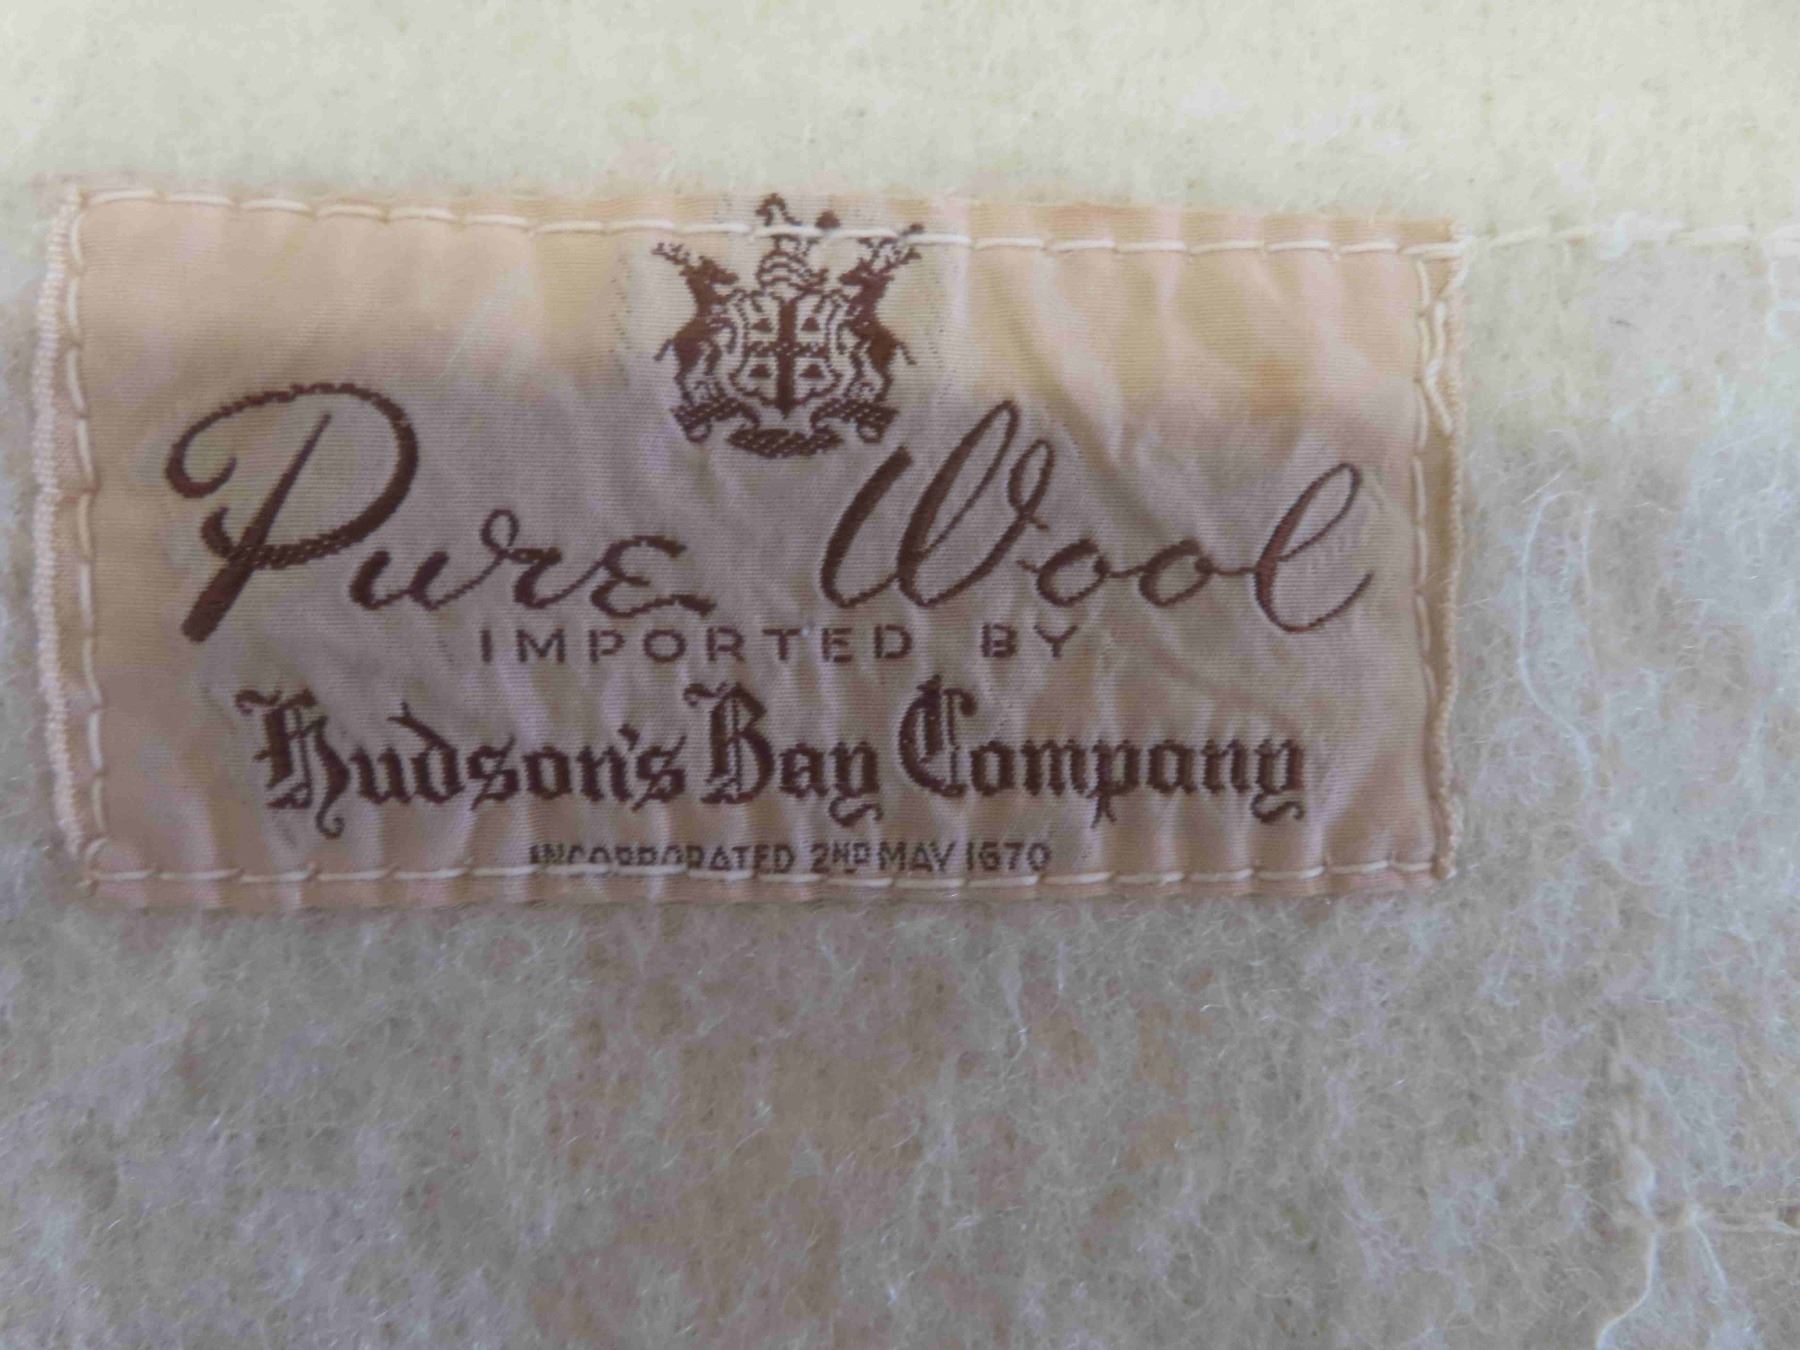 Pure Wool
IMPORTED BY
Hudson's Bay Company
INCORPORATED 2ND MAY 1670